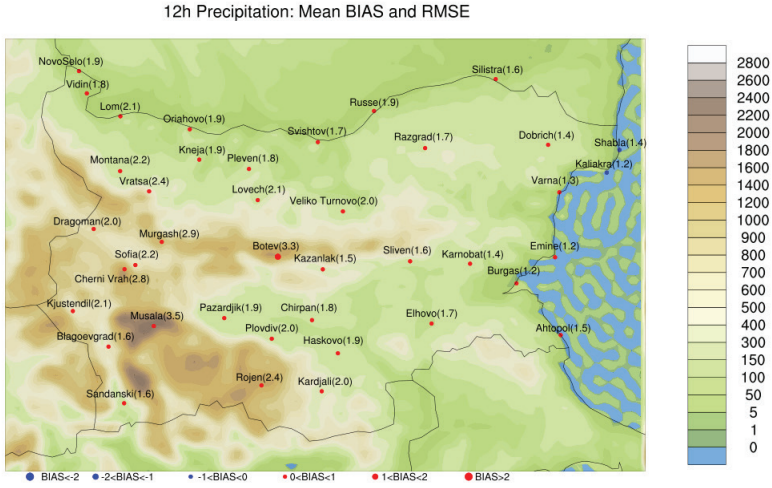 12h Precipitation: Mean BIAS and RMSE
NovoSelo(1.9)
Vidin(1.8)
Lom(2.1)
Oriahovo(1.9)
Silistra(1.6)
Russe(1.9)
Svishtov(1.7)
Razgrad(1.7)
Dobrich(1.4)
Shabla(1.4)
Kaliakra(1.2)
Kneja(1.9)
Pleven(1.8)
Montana(2.2)
Vratsa(2.4)
Lovech(2.1)
Veliko Turnovo(2.0)
Varna(1.3)
Dragoman(2.0)
Murgash(2.9)
Botev(3.3)
Sofia(2.2)
Cherni Vrah(2.8)
Kazanlak(1.5)
Sliven(1.6)
Karnobat(1.4)
Emine(1.2)
Burgas(1.2)
Kjustendil(2.1)
Musala(3.5)
Pazardjik(1.9)
Chirpan(1.8)
Elhovo(1.7)
Ahtopol(1.5)
Blagoevgrad(1.6)
Plovdiv(2.0)
Haskovo(1.9)
Rojen(2.4)
Kardjali(2.0)
Sandanski(1.6)
2800
2600
2400
2200
2000
1800
1600
1400
1200
1000
900
800
700
600
500
400
300
150
100
50
5
1
0
BIAS<-2 -2<BIAS<-1 -1<BIAS<0 0<BIAS<1 1<BIAS<2 BIAS>2